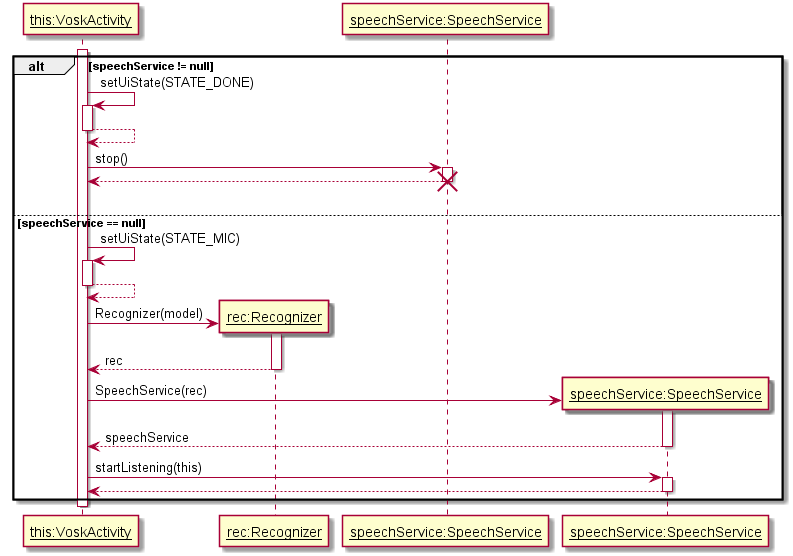 this:VoskActivity
speechService:SpeechService
alt
[speechService != null]
setUiState(STATE_DONE)
stop()
[speechService == null]
setUiState(STATE_MIC)
Recognizer(model)
rec:Recognizer
rec
SpeechService(rec)
speechService:SpeechService
speechService
startListening(this)
this:VoskActivity
rec:Recognizer
speechService:SpeechService
speechService:SpeechService